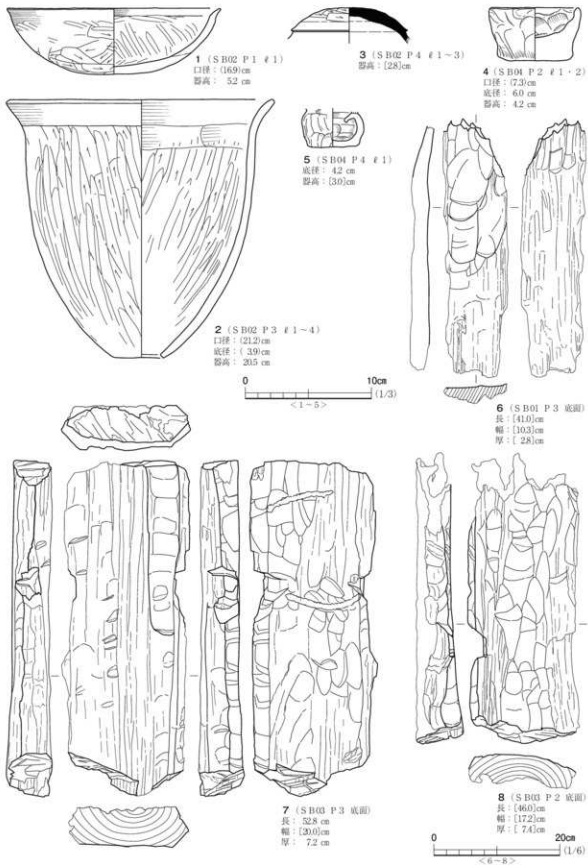 1 (SB02 P1 ℓ1)
口径：(16.9)cm
器高： 5.2 cm
3 (SB02 P4 ℓ1～3)
器高：[2.8]cm
4 (SB04 P2 ℓ1・2)
口径：(7.3)cm
底径： 6.0 cm
器高： 4.2 cm
5 (SB04 P4 ℓ1)
底径： 4.2 cm
器高：[3.0]cm
2 (SB02 P3 ℓ1～4)
口径：(21.2)cm
底径：( 3.9)cm
器高： 20.5 cm
0 10㎝
(1/3)
<1～5>
6 (SB01 P3 底面)
長：[41.0]cm
幅：[10.3]cm
厚：[ 2.8]cm
7 (SB03 P3 底面)
長： 52.8 cm
幅：[20.0]cm
厚： 7.2 cm
8 (SB03 P2 底面)
長：[46.0]cm
幅：[17.2]cm
厚：[ 7.4]cm
0 20㎝
(1/6)
<6～8>